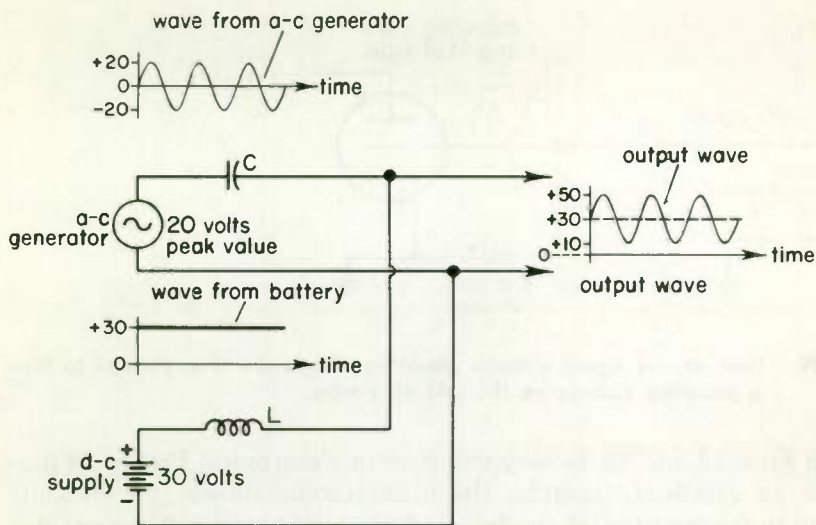 wave from a-c generator
+20
0
-20
time
C
a-c
generator
20 volts
peak value
output wave
+50
+30
+10
0
time
output wave
wave from battery
+30
0
time
L
d-c
supply
+
-
30 volts